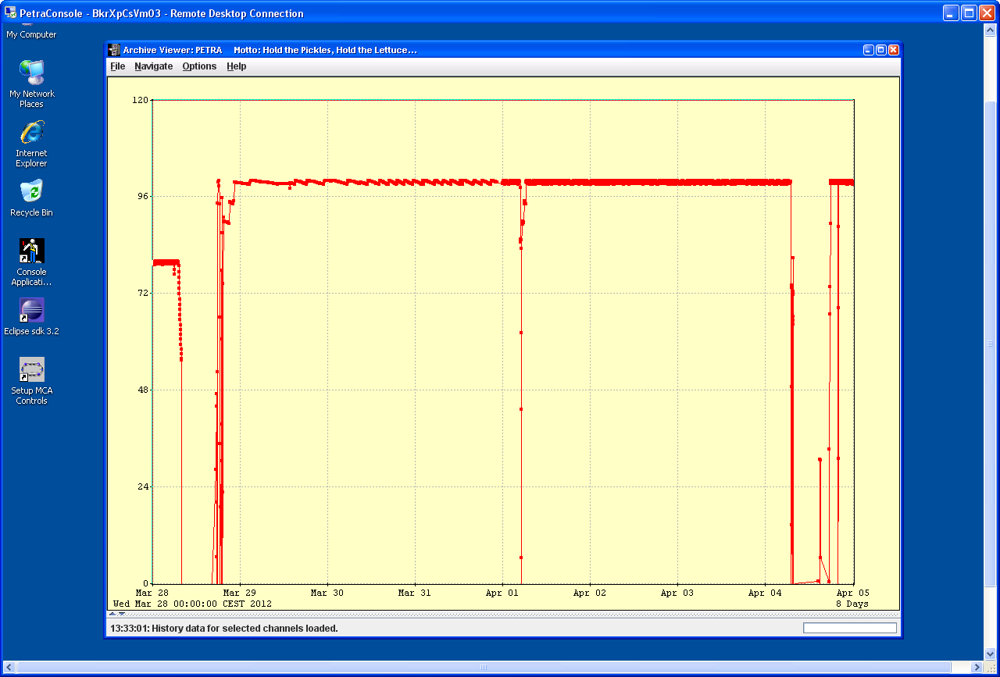 PetraConsole - BkrXpCsVm03 - Remote Desktop Connection
My Computer
My Network
Places
Internet
Explorer
Recycle Bin
Console
Applicati...
Eclipse sdk 3.2
Setup MCA
Controls
Archive Viewer: PETRA Motto: Hold the Pickles, Hold the Lettuce...
File Navigate Options Help
120
96
72
48
24
0
Mar 28 Mar 29 Mar 30 Mar 31 Apr 01 Apr 02 Apr 03 Apr 04 Apr 05
Wed Mar 28 00:00:00 CEST 2012 8 Days
13:33:01: History data for selected channels loaded.